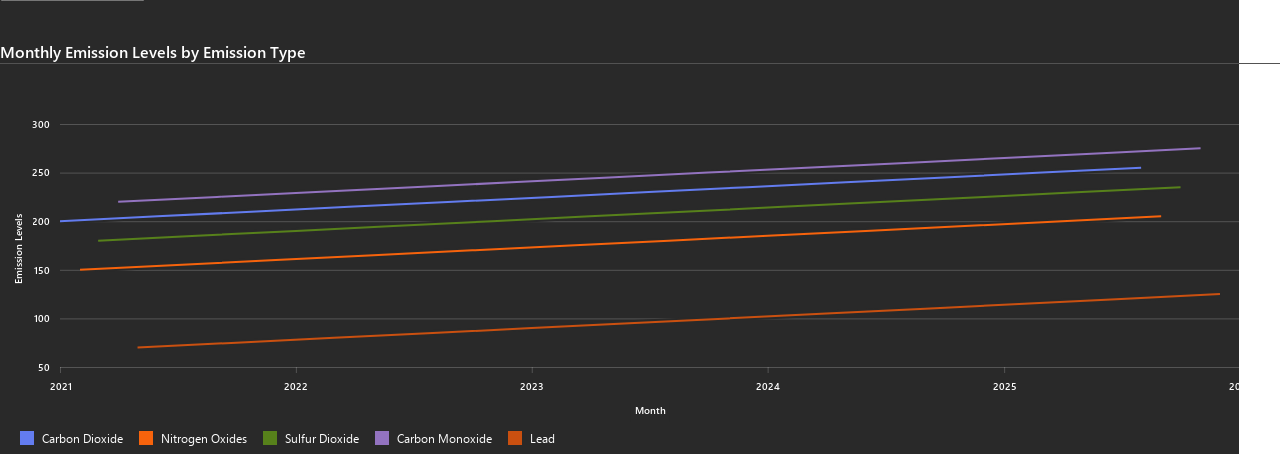 Monthly Emission Levels by Emission Type
300
250
200
150
100
50
Emission Levels
2021 2022 2023 2024 2025
Month
Carbon Dioxide Nitrogen Oxides Sulfur Dioxide Carbon Monoxide Lead